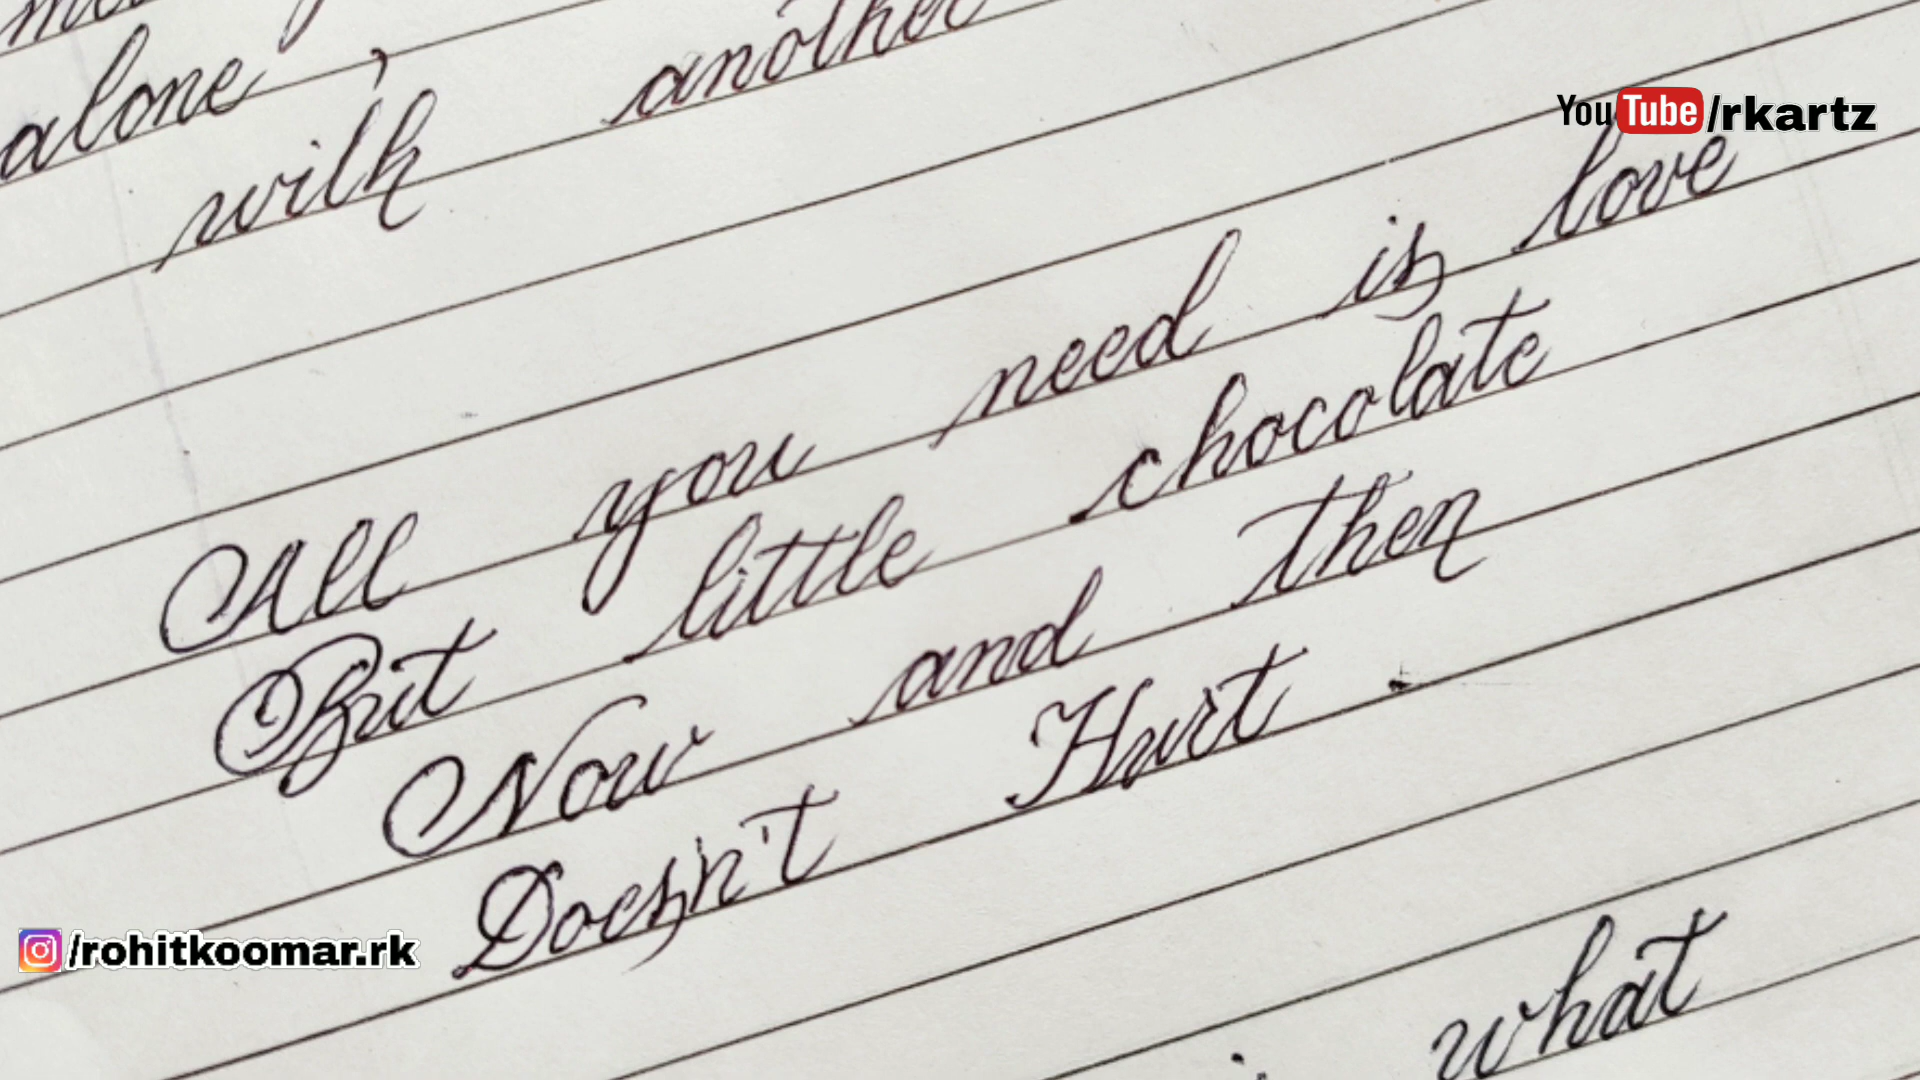 alone,
with another
YouTube/rkartz
All you need is love
But little chocolate
Now and then
Doesn't Hurt.
/rohitkoomar.rk
what